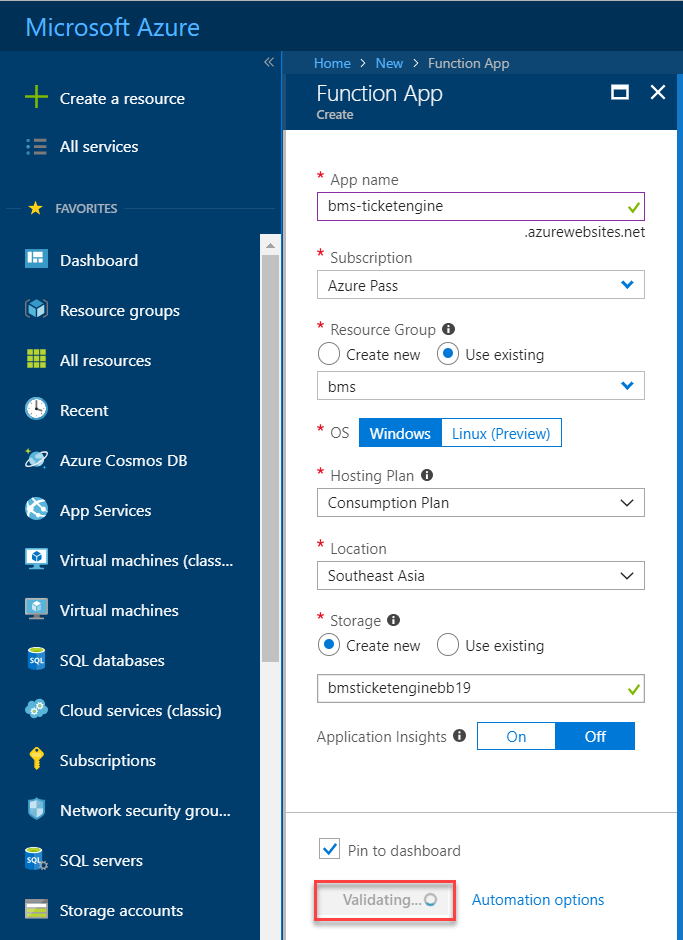 Microsoft Azure
«
Create a resource
All services
FAVORITES
Dashboard
Resource groups
All resources
Recent
Azure Cosmos DB
App Services
Virtual machines (class...
Virtual machines
SQL databases
Cloud services (classic)
Subscriptions
Network security grou...
SQL servers
Storage accounts
Home > New > Function App
Function App
Create
* App name
bms-ticketengine
.azurewebsites.net
* Subscription
Azure Pass
* Resource Group
Create new Use existing
bms
* OS Windows Linux (Preview)
* Hosting Plan
Consumption Plan
* Location
Southeast Asia
* Storage
Create new Use existing
bmsticketenginebb19
Application Insights On Off
Pin to dashboard
Validating... Automation options